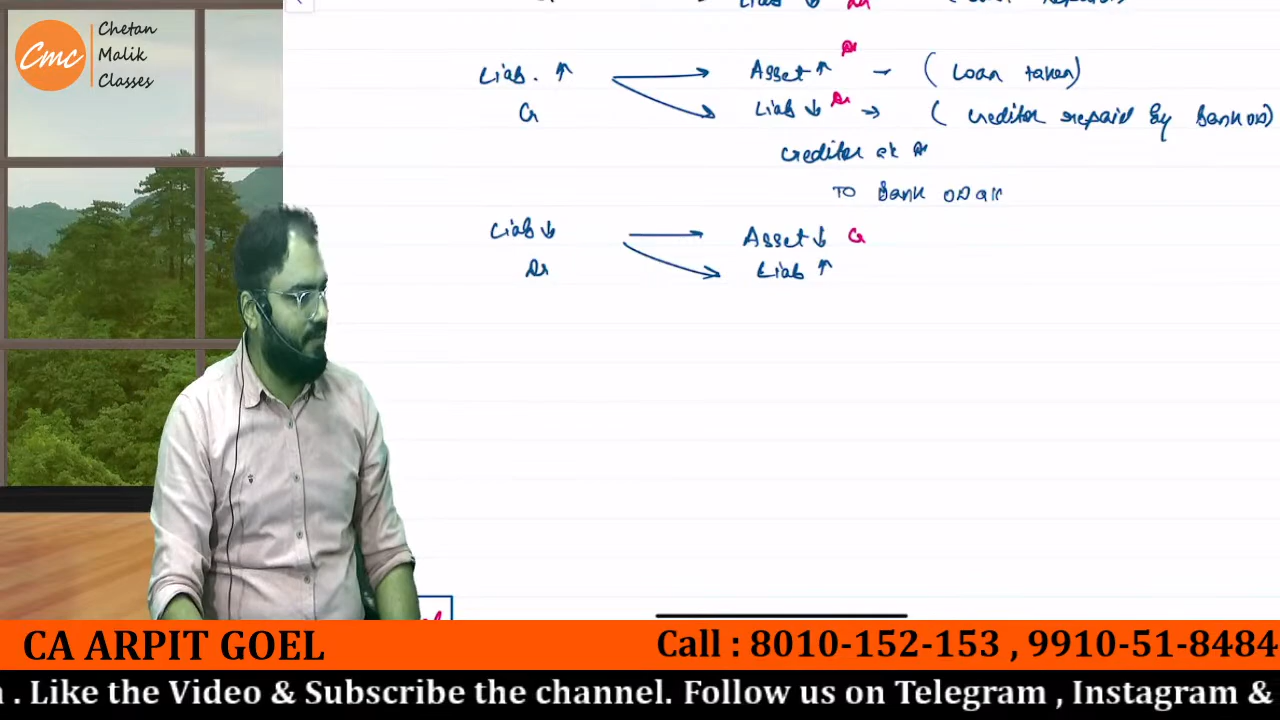 Chetan
Malik
Classes
Cmc
Liab ↓ Dr
Liab. ↑ Asset ↑ Dr - (Loan taken)
Cr Liab ↓ Dr → (Creditor repaid by Bank OD)
Creditor a/c Dr
TO Bank OD a/c
Liab ↓ Asset ↓ Cr
Dr Liab ↑
CA ARPIT GOEL
Call : 8010-152-153 , 9910-51-8484
. Like the Video & Subscribe the channel. Follow us on Telegram , Instagram &